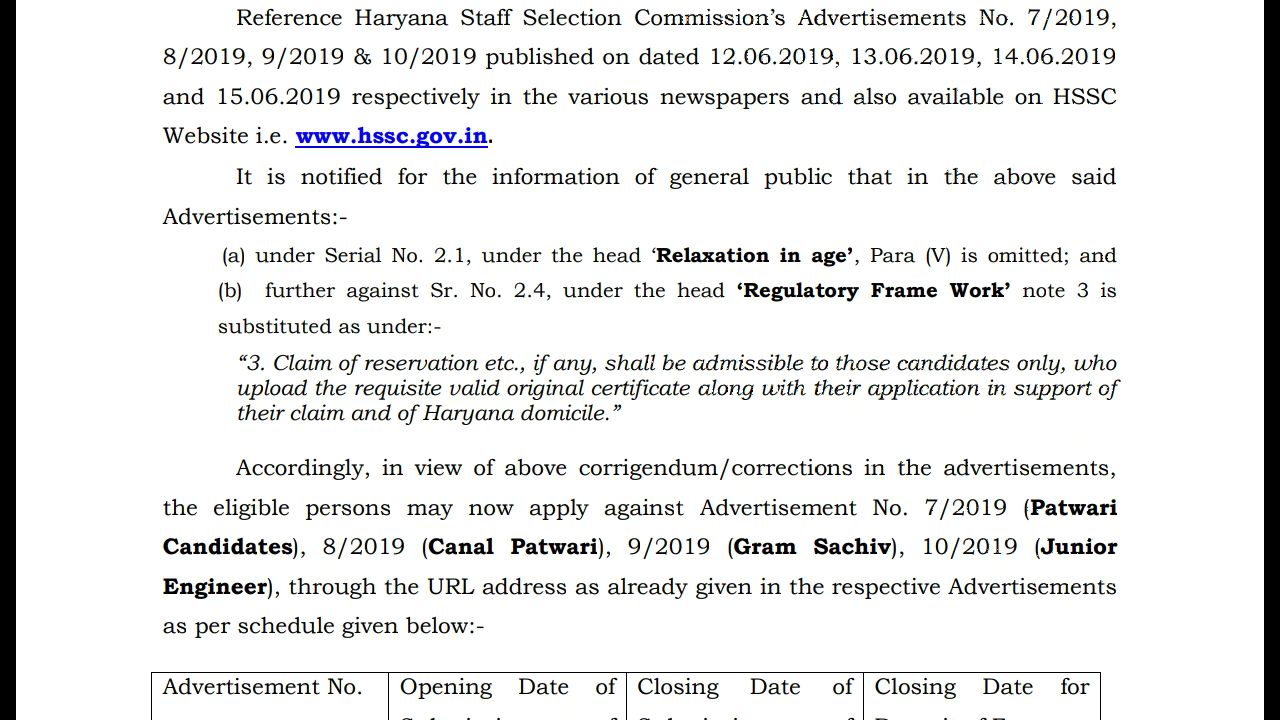 Reference Haryana Staff Selection Commission’s Advertisements No. 7/2019,
8/2019, 9/2019 & 10/2019 published on dated 12.06.2019, 13.06.2019, 14.06.2019
and 15.06.2019 respectively in the various newspapers and also available on HSSC
Website i.e. www.hssc.gov.in.
It is notified for the information of general public that in the above said
Advertisements:-
(a) under Serial No. 2.1, under the head ‘Relaxation in age’, Para (V) is omitted; and
(b) further against Sr. No. 2.4, under the head ‘Regulatory Frame Work’ note 3 is
substituted as under:-
“3. Claim of reservation etc., if any, shall be admissible to those candidates only, who
upload the requisite valid original certificate along with their application in support of
their claim and of Haryana domicile.”
Accordingly, in view of above corrigendum/corrections in the advertisements,
the eligible persons may now apply against Advertisement No. 7/2019 (Patwari
Candidates), 8/2019 (Canal Patwari), 9/2019 (Gram Sachiv), 10/2019 (Junior
Engineer), through the URL address as already given in the respective Advertisements
as per schedule given below:-
Advertisement No. Opening Date of Closing Date of Closing Date for